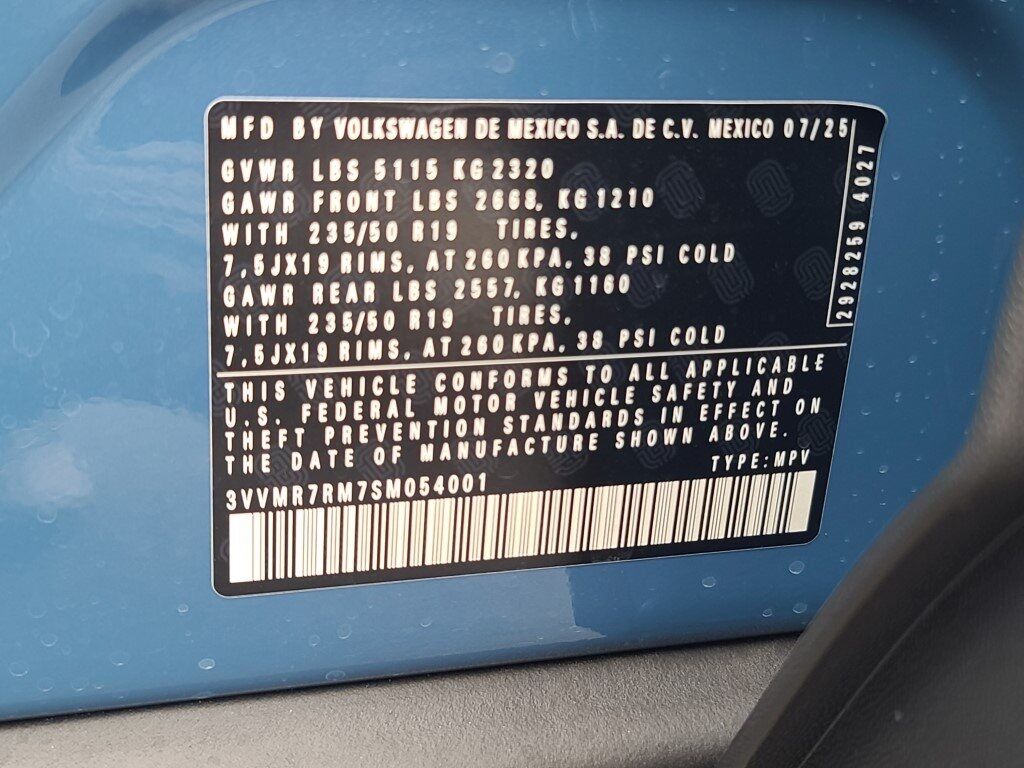 MFD BY VOLKSWAGEN DE MEXICO S.A. DE C.V. MEXICO 07/25
GVWR LBS 5115 KG 2320
GAWR FRONT LBS 2668, KG 1210
WITH 235/50 R19 TIRES,
7,5JX19 RIMS, AT 260 KPA, 38 PSI COLD
GAWR REAR LBS 2557, KG 1160
WITH 235/50 R19 TIRES,
7,5JX19 RIMS, AT 260 KPA, 38 PSI COLD
2928259 4027
THIS VEHICLE CONFORMS TO ALL APPLICABLE
U.S. FEDERAL MOTOR VEHICLE SAFETY AND
THEFT PREVENTION STANDARDS IN EFFECT ON
THE DATE OF MANUFACTURE SHOWN ABOVE.
TYPE: MPV
3VVMR7RM7SM054001